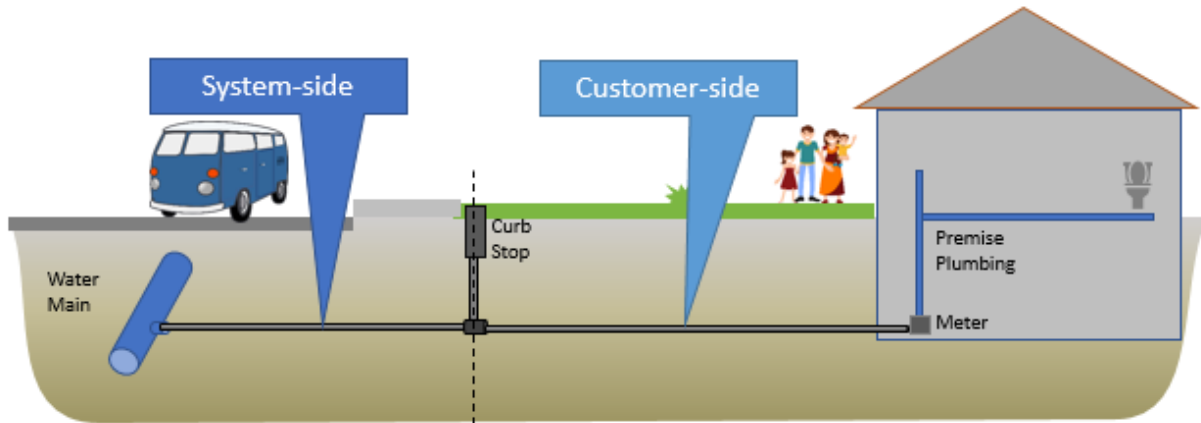 System-side
Customer-side
Curb
Stop
Water
Main
Premise
Plumbing
Meter